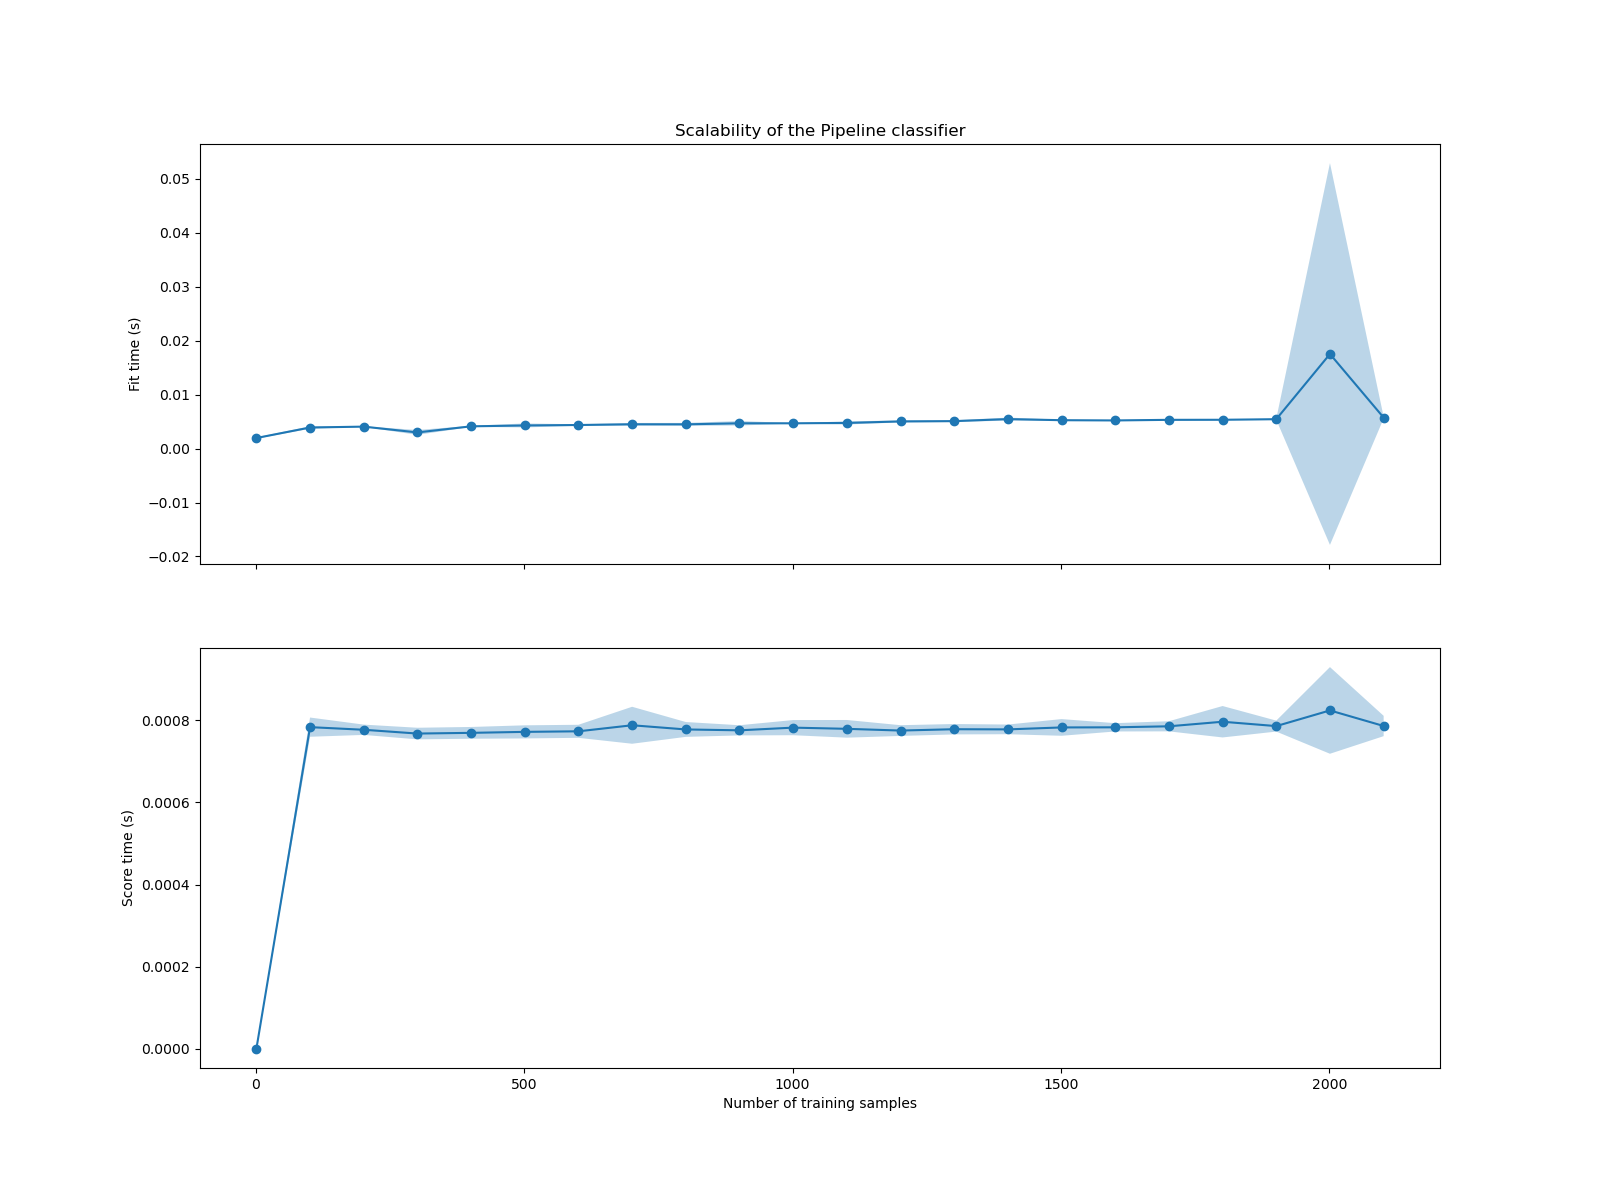 Scalability of the Pipeline classifier
0.05
0.04
0.03
0.02
0.01
0.00
−0.01
−0.02
Fit time (s)
0.0008
0.0006
0.0004
0.0002
0.0000
Score time (s)
0 500 1000 1500 2000
Number of training samples